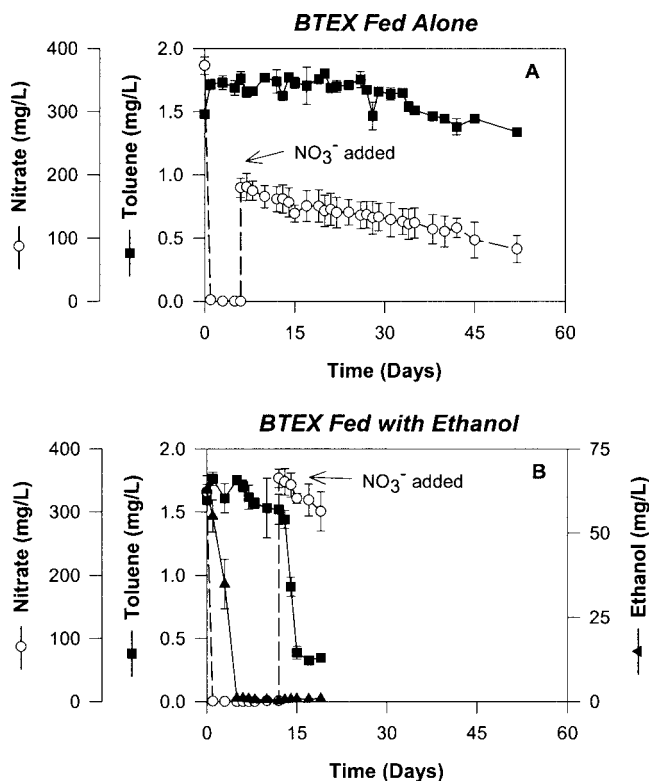 BTEX Fed Alone
Nitrate (mg/L)
Toluene (mg/L)
400
300
200
100
0
2.0
1.5
1.0
0.5
0.0
A
NO₃⁻ added
0 15 30 45 60
Time (Days)
BTEX Fed with Ethanol
Nitrate (mg/L)
Toluene (mg/L)
400
300
200
100
0
2.0
1.5
1.0
0.5
0.0
B
NO₃⁻ added
75
50
25
0
Ethanol (mg/L)
0 15 30 45 60
Time (Days)